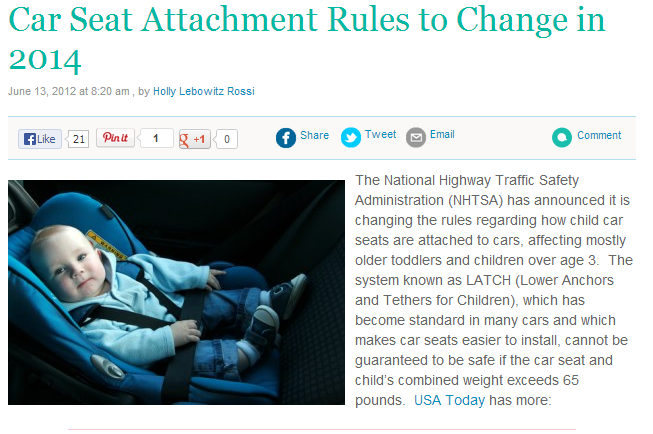 Car Seat Attachment Rules to Change in
2014
June 13, 2012 at 8:20 am , by Holly Lebowitz Rossi
Like 21 Pin it 1 +1 0 Share Tweet Email Comment
WARNING
The National Highway Traffic Safety
Administration (NHTSA) has announced it is
changing the rules regarding how child car
seats are attached to cars, affecting mostly
older toddlers and children over age 3.  The
system known as LATCH (Lower Anchors
and Tethers for Children), which has
become standard in many cars and which
makes car seats easier to install, cannot be
guaranteed to be safe if the car seat and
child's combined weight exceeds 65
pounds.  USA Today has more: